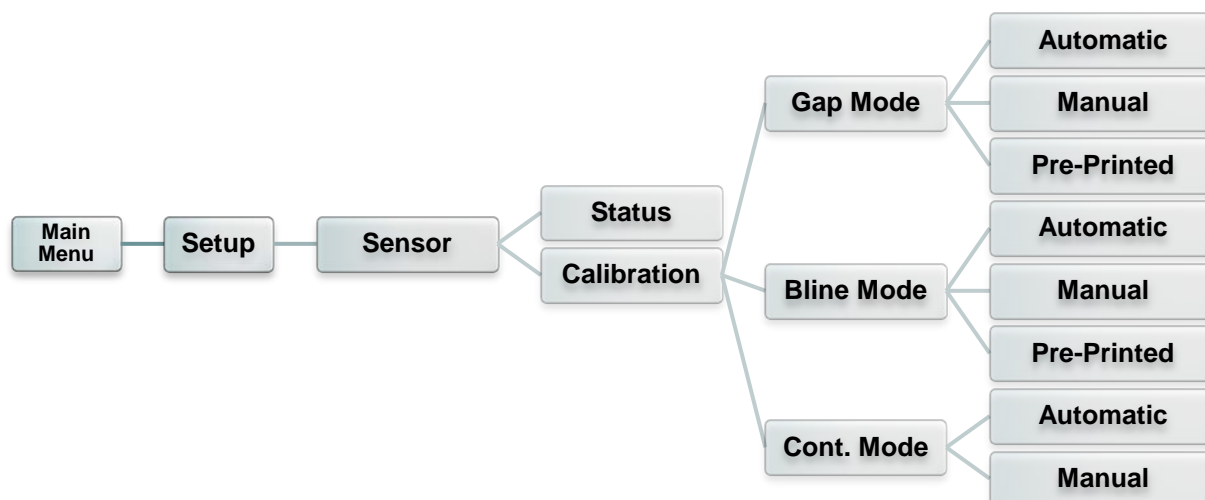 Main
Menu
Setup
Sensor
Status
Calibration
Gap Mode
Automatic
Manual
Pre-Printed
Bline Mode
Automatic
Manual
Pre-Printed
Cont. Mode
Automatic
Manual